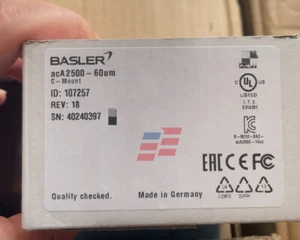 BASLER
acA2500-60um
C-Mount
ID: 107257
REV: 18
SN: 40240397
C UL US
LISTED
I.T.E.
EAC CE FC
Quality checked.
Made in Germany